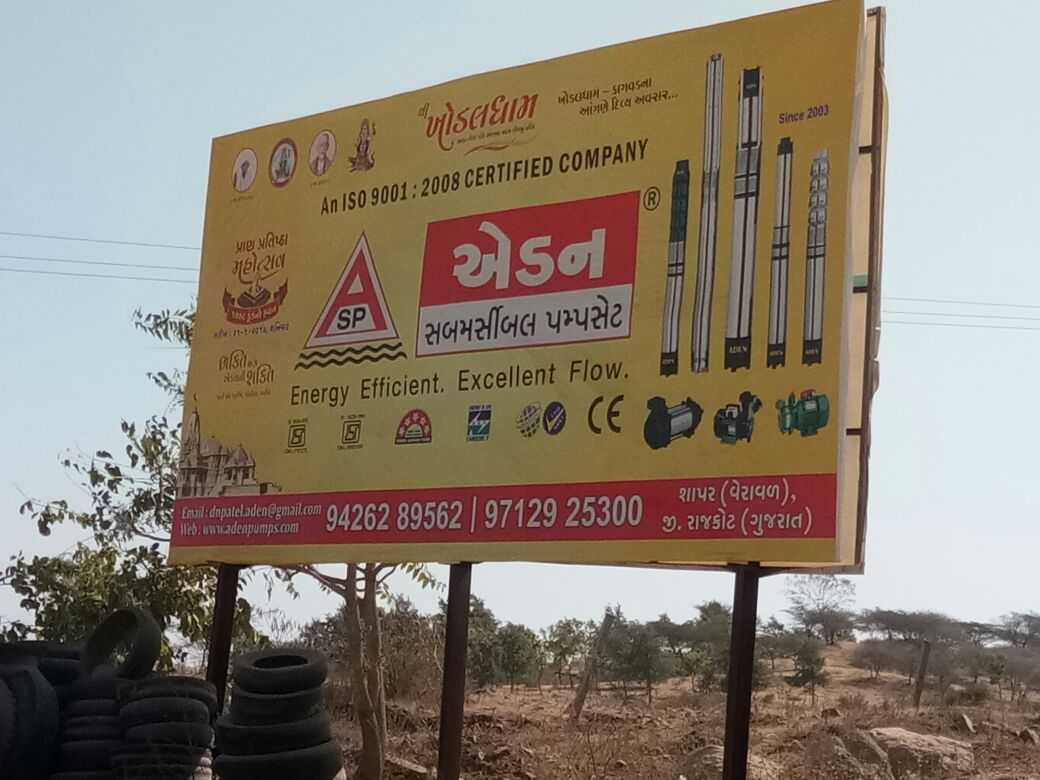 શ્રી ખોડલધામ
ખોડલધામ – કાગવડના
આંગણે દિવ્ય અવસર...
Since 2003
An ISO 9001 : 2008 CERTIFIED COMPANY
પ્રાણ પ્રતિષ્ઠા
મહોત્સવ
A
SP
એડન
®
સબમર્સીબલ પમ્પસેટ
ભક્તિ
શક્તિ
Energy Efficient. Excellent Flow.
CE
ADEN
Email : dnpatel.aden@gmail.com
Web : www.adenpumps.com
94262 89562 | 97129 25300
શાપર (વેરાવળ),
જી. રાજકોટ (ગુજરાત)